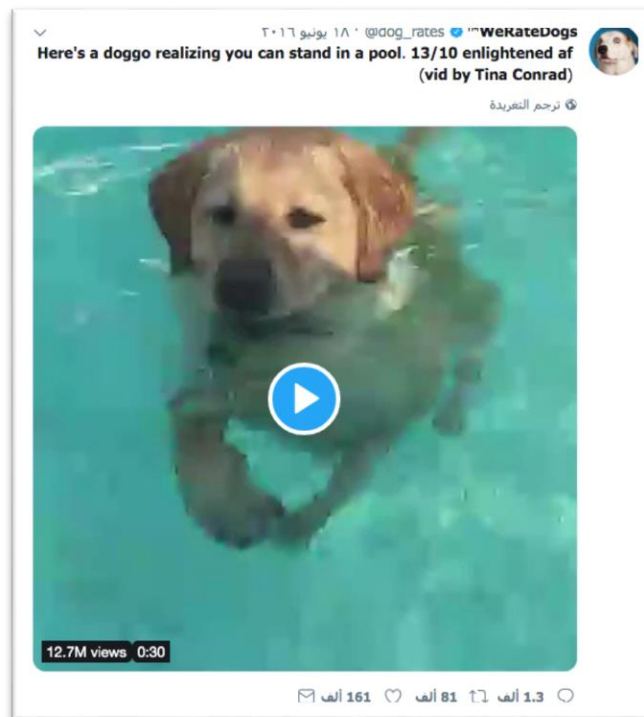 WeRateDogs™ @dog_rates · ١٨ يونيو ٢٠١٦
Here's a doggo realizing you can stand in a pool. 13/10 enlightened af
(vid by Tina Conrad)
ترجم التغريدة
12.7M views 0:30
1.3 ألف 81 ألف 161 ألف